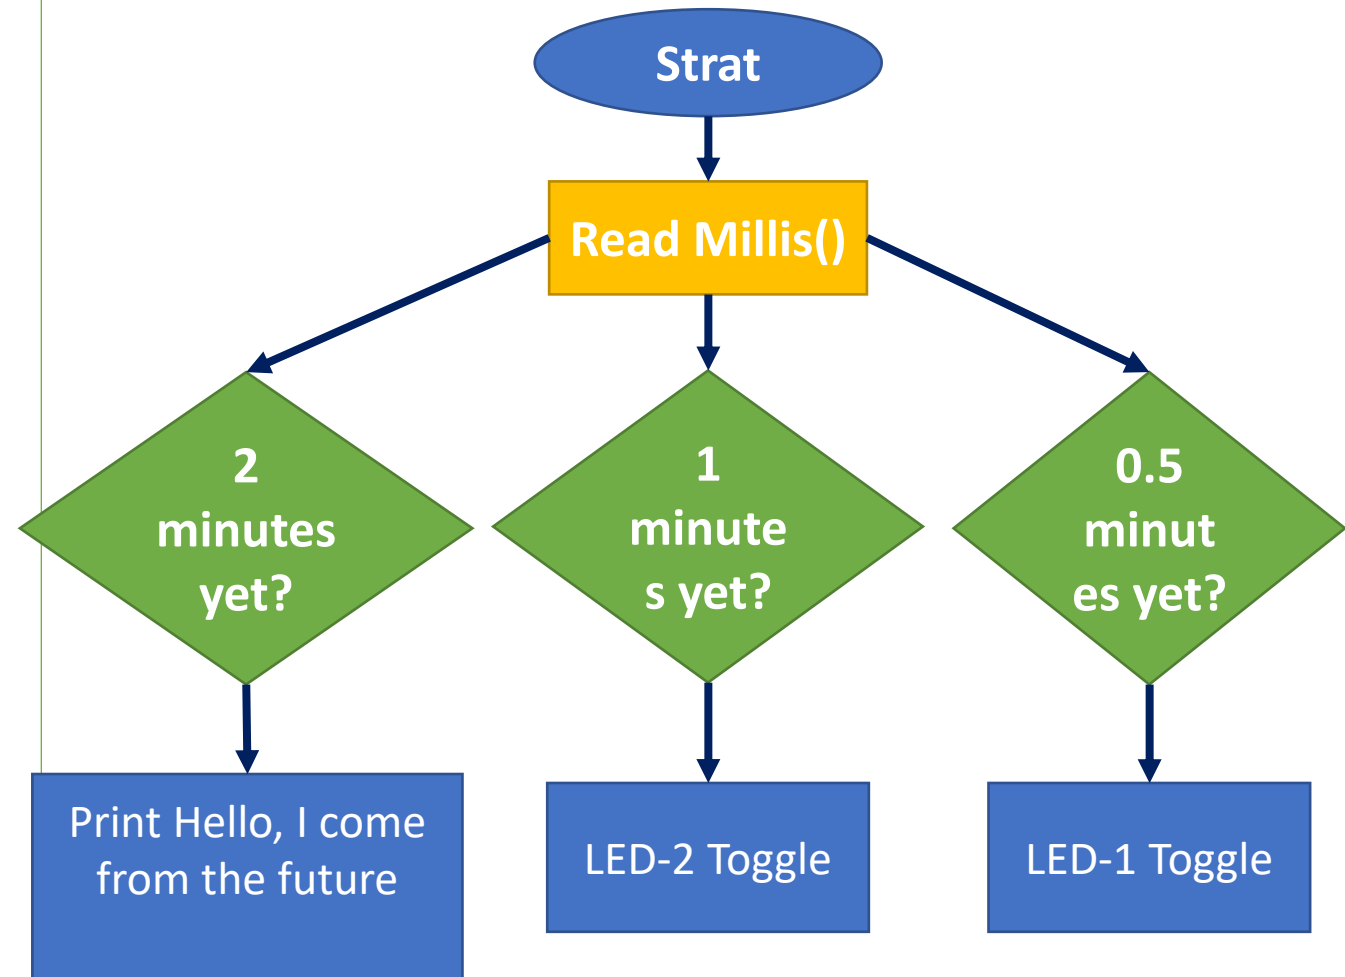 Strat
Read Millis()
2
minutes
yet?
1
minute
s yet?
0.5
minut
es yet?
Print Hello, I come
from the future
LED-2 Toggle
LED-1 Toggle